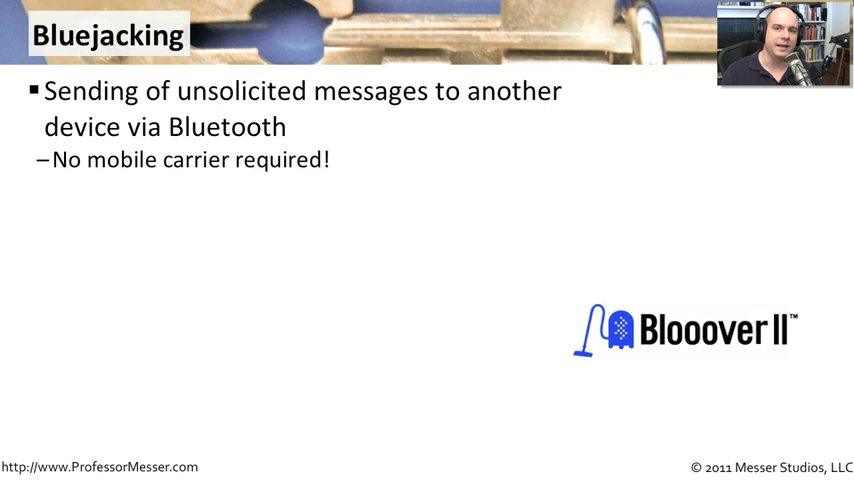 Bluejacking
▪ Sending of unsolicited messages to another
device via Bluetooth
– No mobile carrier required!
Blooover II™
http://www.ProfessorMesser.com
© 2011 Messer Studios, LLC